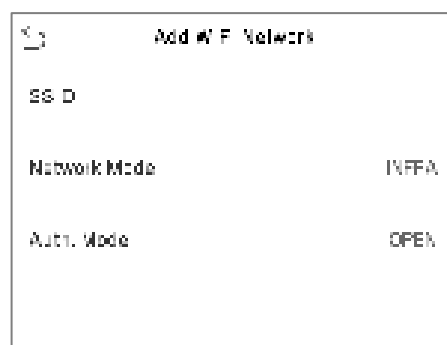 Add WIFI Network
SSID
Network Mode INFRA
Auth. Mode OPEN